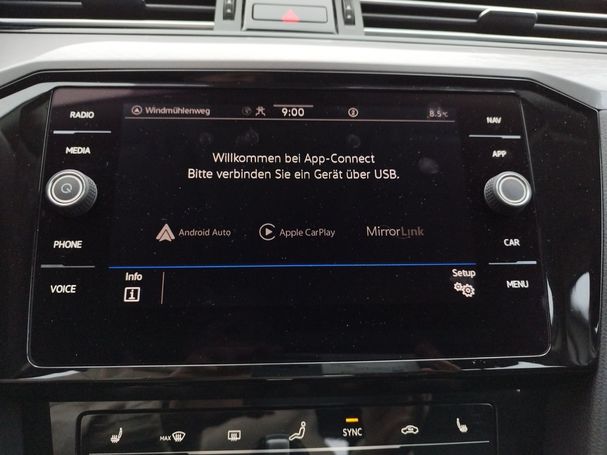 RADIO
Windmühlenweg 9:00 8.5°C
NAV
MEDIA
APP
Willkommen bei App-Connect
Bitte verbinden Sie ein Gerät über USB.
Android Auto Apple CarPlay MirrorLink
PHONE
CAR
Info
Setup
VOICE
MENU
MAX
SYNC